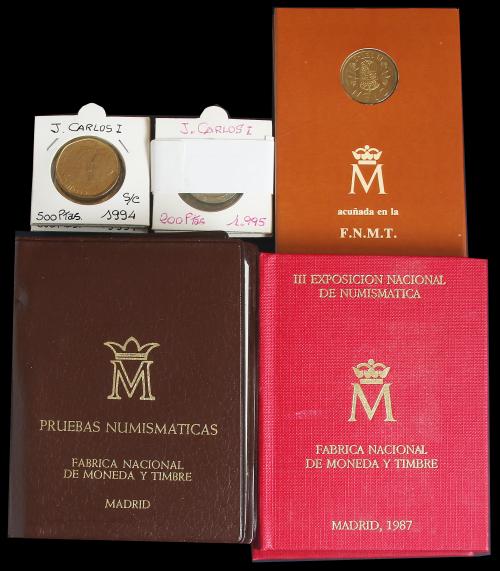 J. CARLOS I
S/C
500 Ptas. 1994
J. CARLOS I
200 Ptas 1.995
M
acuñada en la
F.N.M.T.
M
PRUEBAS NUMISMATICAS
FABRICA NACIONAL
DE MONEDA Y TIMBRE
MADRID
III EXPOSICION NACIONAL
DE NUMISMATICA
M
FABRICA NACIONAL
DE MONEDA Y TIMBRE
MADRID, 1987